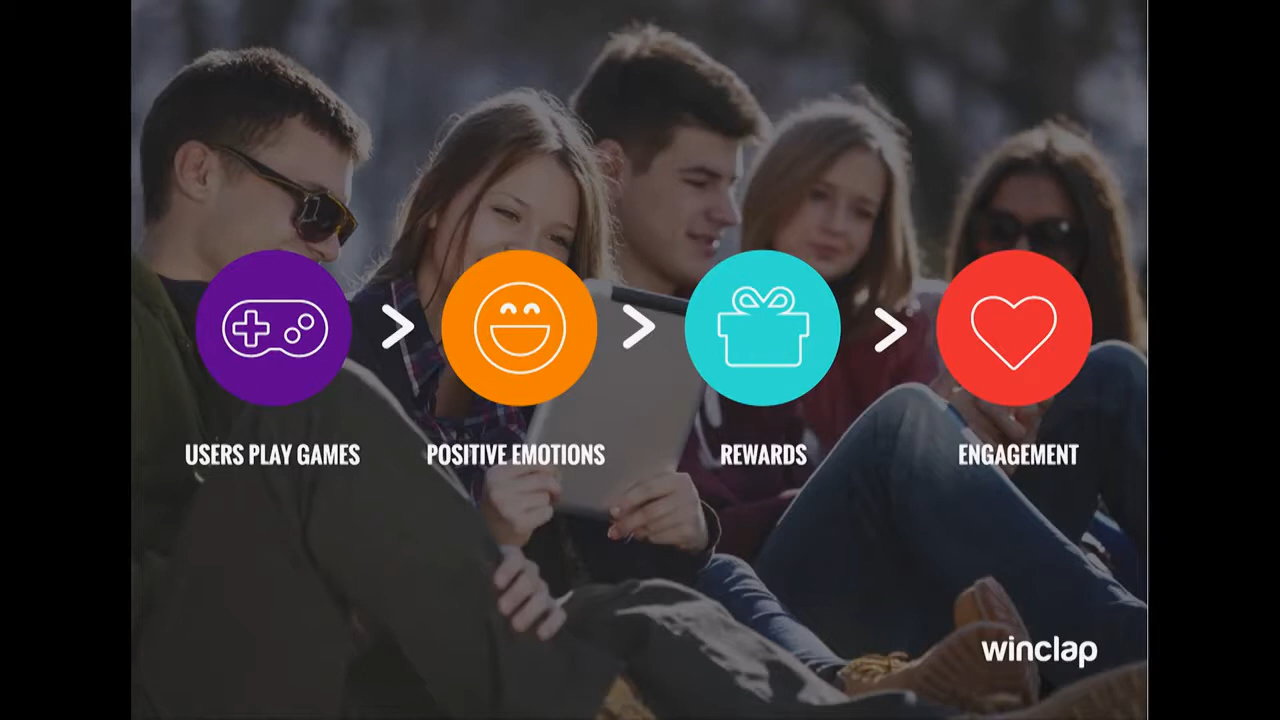 USERS PLAY GAMES
POSITIVE EMOTIONS
REWARDS
ENGAGEMENT
winclap